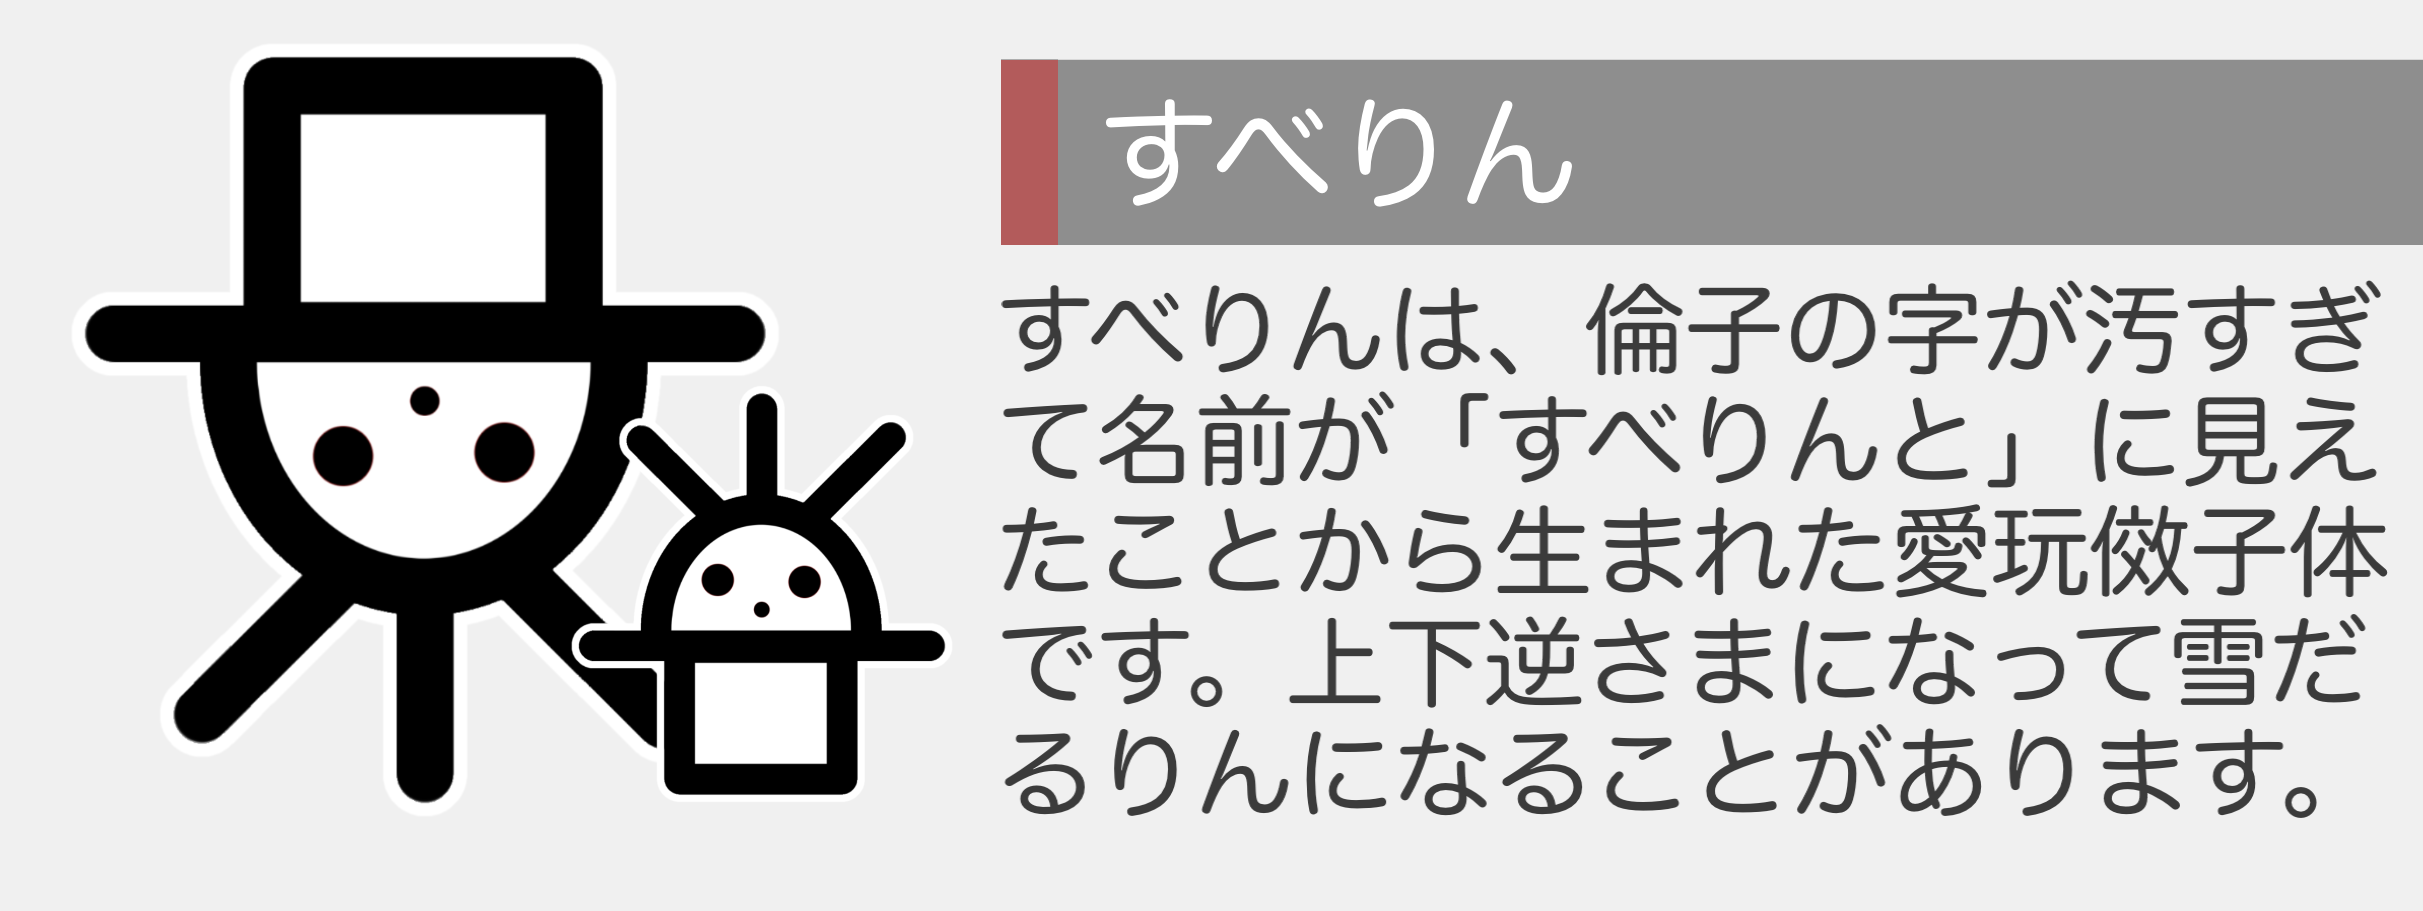 すべりん
すべりんは、倫子の字が汚すぎ
て名前が「すべりんと」に見え
たことから生まれた愛玩傚子体
です。上下逆さまになって雪だ
るりんになることがあります。